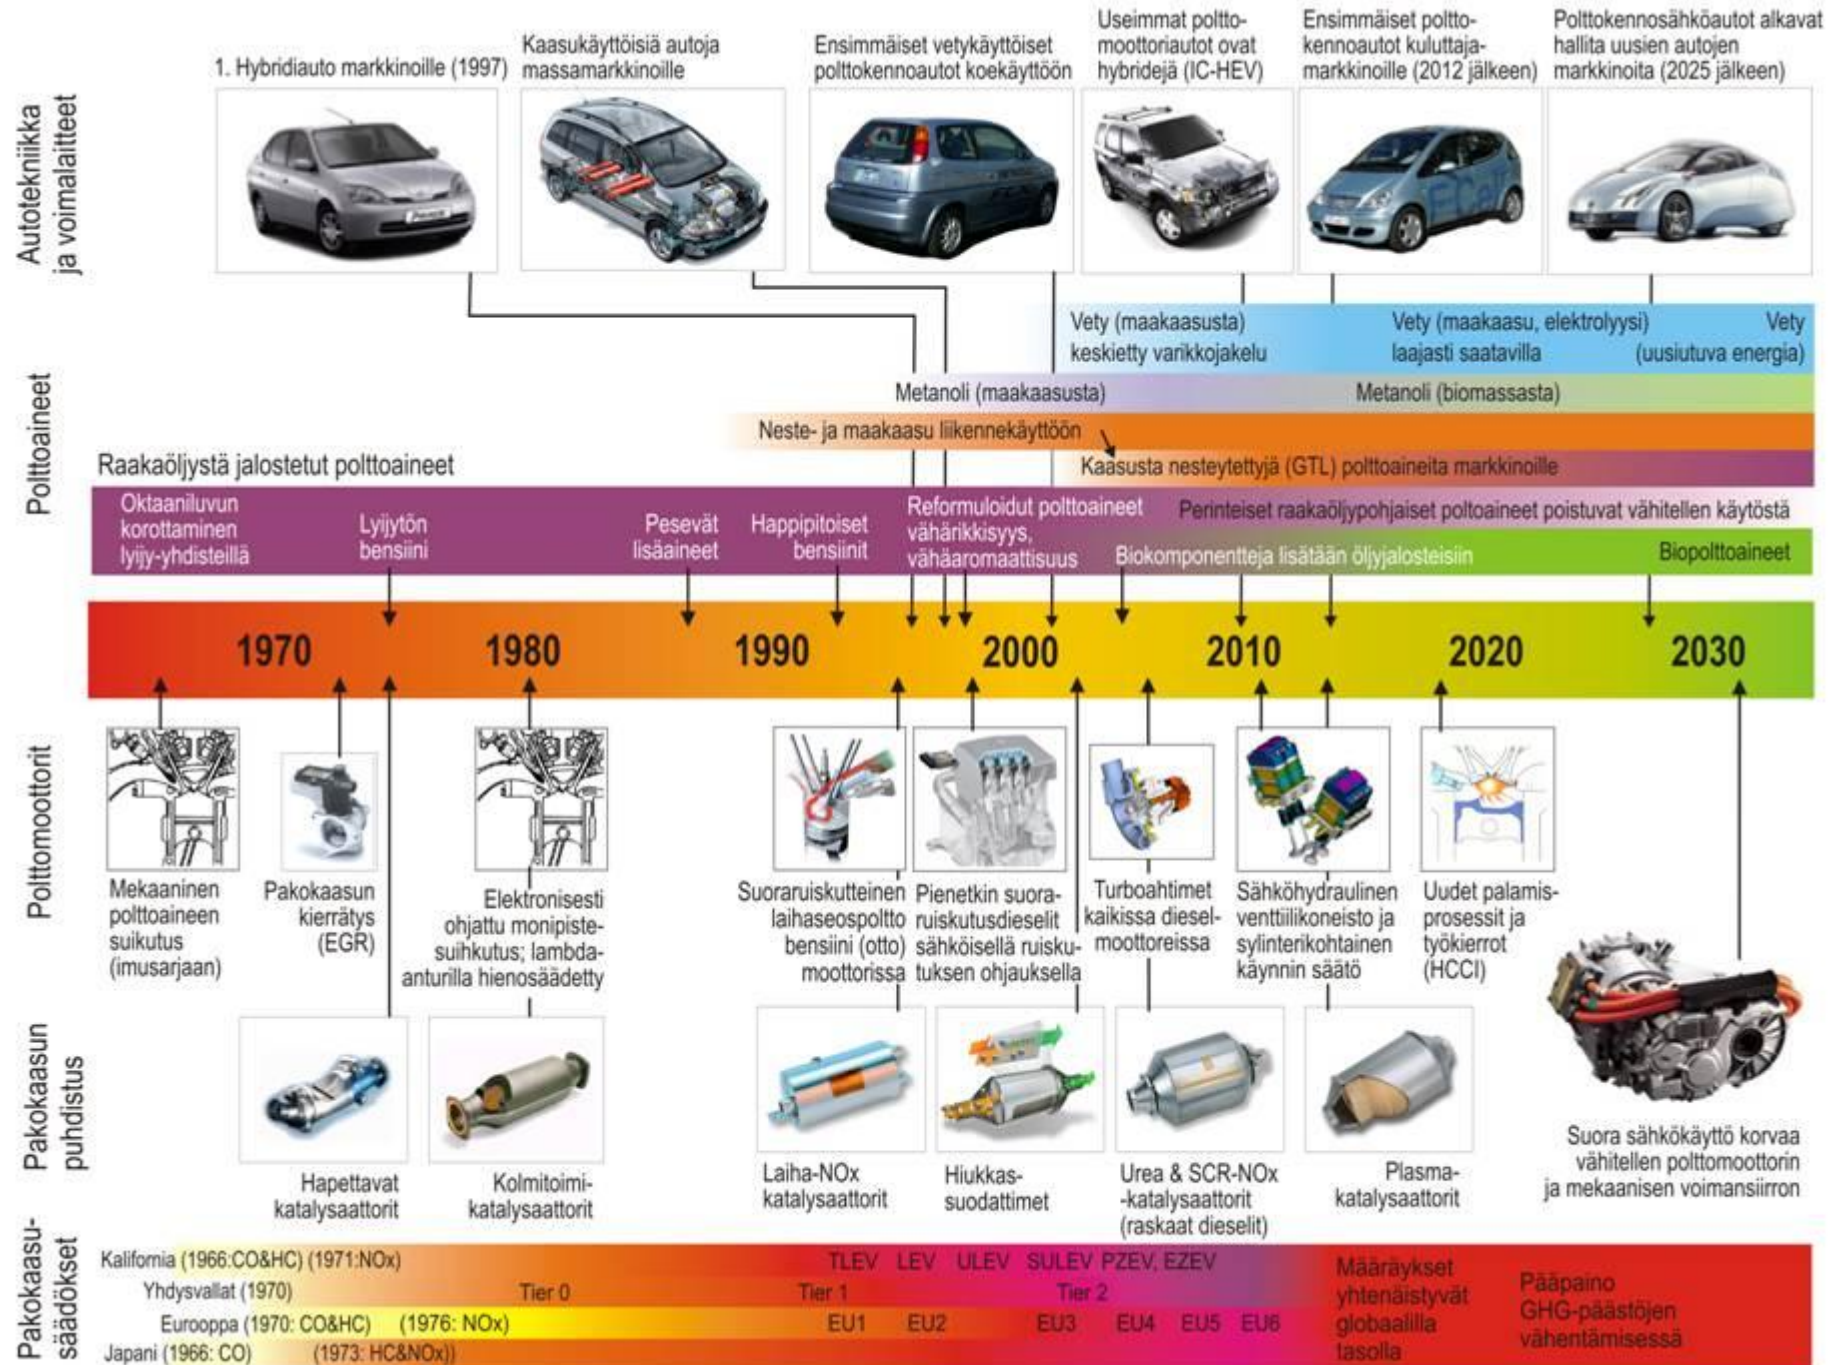 Autotekniikka
ja voimalaitteet
1. Hybridiauto markkinoille (1997)
Kaasukäyttöisiä autoja
massamarkkinoille
Ensimmäiset vetykäyttöiset
polttokennoautot koekäyttöön
Useimmat poltto-
moottoriautot ovat
hybridejä (IC-HEV)
Ensimmäiset poltto-
kennoautot kuluttaja-
markkinoille (2012 jälkeen)
Polttokennosähköautot alkavat
hallita uusien autojen
markkinoita (2025 jälkeen)
Polttoaineet
Vety (maakaasusta)
keskietty varikkojakelu
Vety (maakaasu, elektrolyysi)
laajasti saatavilla
Vety
(uusiutuva energia)
Metanoli (maakaasusta)
Metanoli (biomassasta)
Neste- ja maakaasu liikennekäyttöön
Kaasusta nesteytettyjä (GTL) polttoaineita markkinoille
Raakaöljystä jalostetut polttoaineet
Oktaaniluvun
korottaminen
lyijy-yhdisteillä
Lyijytön
bensiini
Pesevät
lisäaineet
Happipitoiset
bensiinit
Reformuloidut polttoaineet
vähärikkisyys,
vähäaromaattisuus
Perinteiset raakaöljypohjaiset poltoaineet poistuvat vähitellen käytöstä
Biokomponentteja lisätään öljyjalosteisiin
Biopolttoaineet
1970
1980
1990
2000
2010
2020
2030
Polttomoottorit
Mekaaninen
polttoaineen
suikutus
(imusarjaan)
Pakokaasun
kierrätys
(EGR)
Elektronisesti
ohjattu monipiste-
suihkutus; lambda-
anturilla hienosäädetty
Suoraruiskutteinen
laihaseospoltto
bensiini (otto)
moottorissa
Pienetkin suora-
ruiskutusdieselit
sähköisellä ruisku-
tuksen ohjauksella
Turboahtimet
kaikissa diesel-
moottoreissa
Sähköhydraulinen
venttiilikoneisto ja
sylinterikohtainen
käynnin säätö
Uudet palamis-
prosessit ja
työkierrot
(HCCI)
Suora sähkökäyttö korvaa
vähitellen polttomoottorin
ja mekaanisen voimansiirron
Pakokaasun
puhdistus
Hapettavat
katalysaattorit
Kolmitoimi-
katalysaattorit
Laiha-NOx
katalysaattorit
Hiukkas-
suodattimet
Urea & SCR-NOx
-katalysaattorit
(raskaat dieselit)
Plasma-
katalysaattorit
Pakokaasu-
säädökset
Kalifornia (1966:CO&HC) (1971:NOx)
TLEV LEV ULEV SULEV PZEV, EZEV
Yhdysvallat (1970)
Tier 0
Tier 1
Tier 2
Eurooppa (1970: CO&HC) (1976: NOx)
EU1 EU2 EU3 EU4 EU5 EU6
Japani (1966: CO) (1973: HC&NOx))
Määräykset
yhtenäistyvät
globaalilla
tasolla
Pääpaino
GHG-päästöjen
vähentämisessä